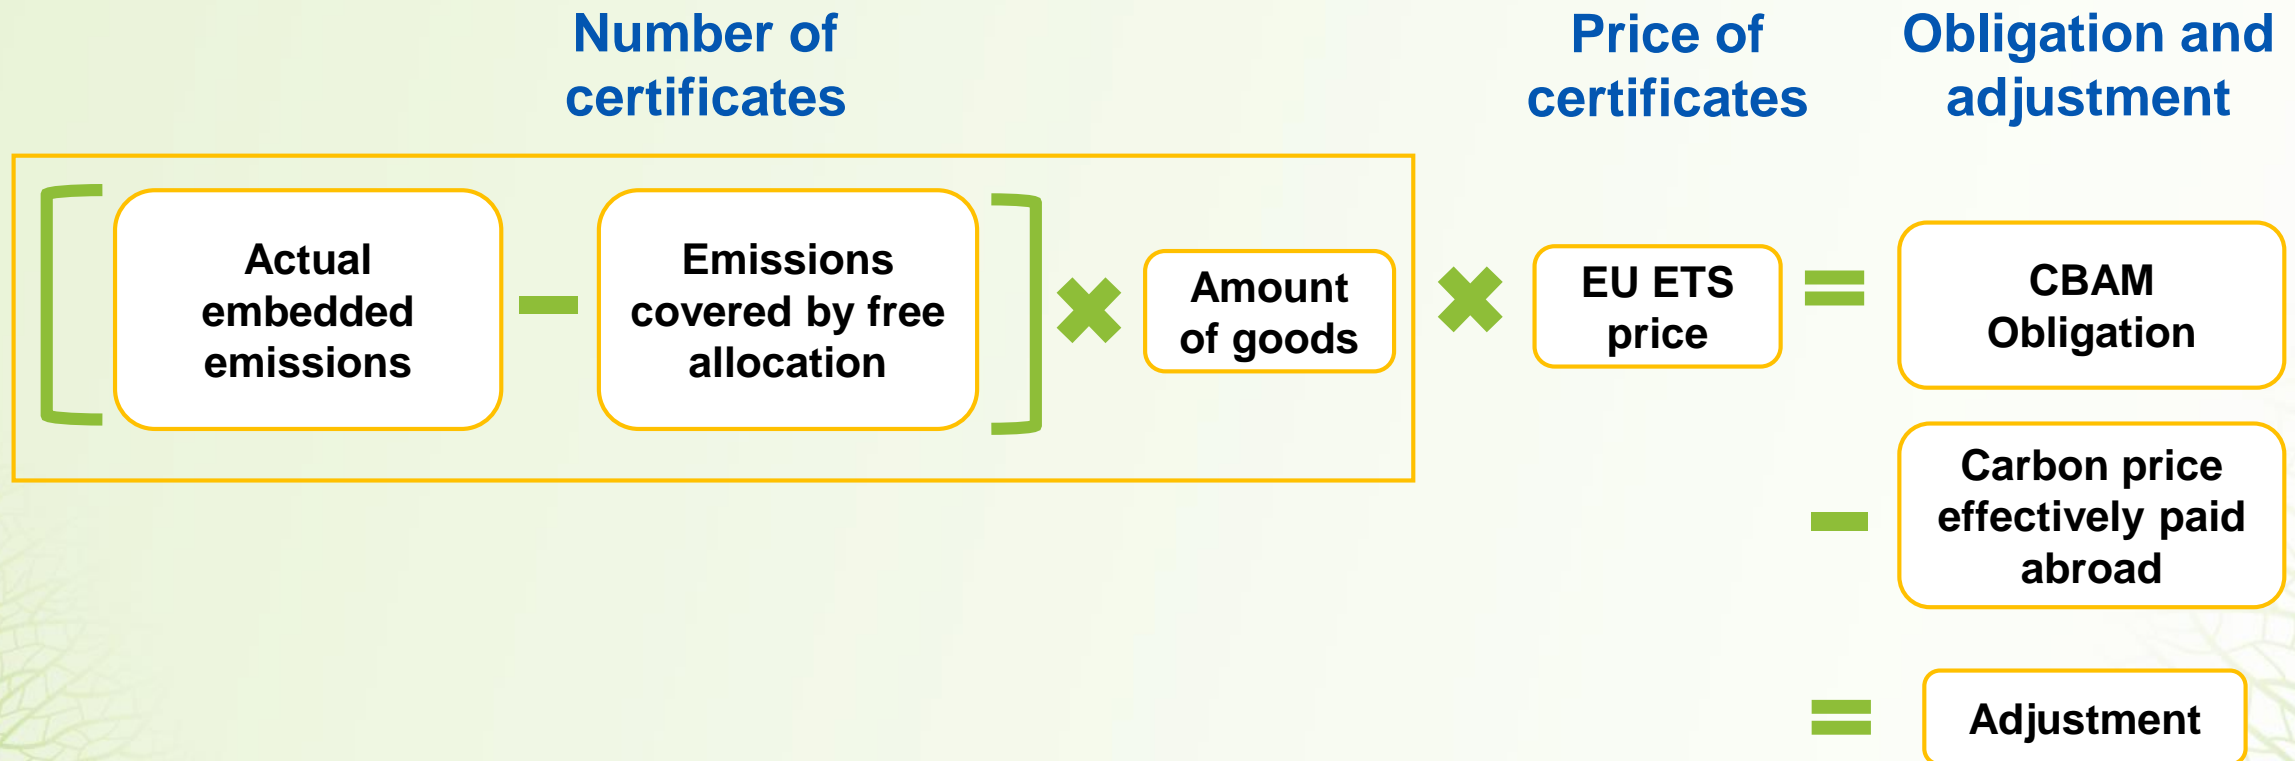 Number of
certificates
Price of
certificates
Obligation and
adjustment
Actual
embedded
emissions
Emissions
covered by free
allocation
Amount
of goods
EU ETS
price
CBAM
Obligation
Carbon price
effectively paid
abroad
Adjustment